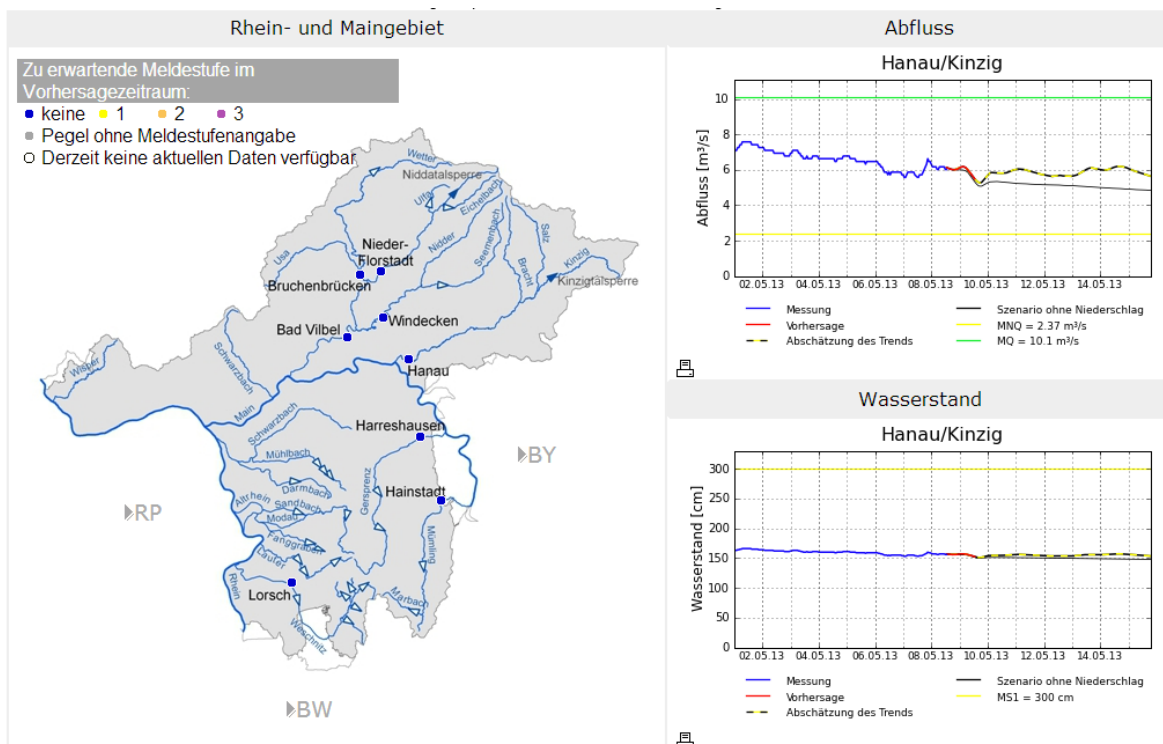 Rhein- und Maingebiet
Zu erwartende Meldestufe im
Vorhersagezeitraum:
keine 1 2 3
Pegel ohne Meldestufenangabe
Derzeit keine aktuellen Daten verfügbar
Wetter
Niddatalsperre
Ulfa
Eichelbach
Usa
Nieder-
Florstadt
Nidder
Seemenbach
Salz
Bracht
Kinzig
Kinzigtalsperre
Bruchenbrücken
Bad Vilbel
Windecken
Hanau
Wisper
Schwarzbach
Main
Schwarzbach
Harreshausen
BY
Mühlbach
Darmbach
Gersprenz
Hainstadt
RP
Altrhein
Sandbach
Modau
Fanggraben
Läufer
Mümling
Rhein
Lorsch
Marbach
Weschnitz
BW
Abfluss
Hanau/Kinzig
Abfluss [m³/s]
10
8
6
4
2
0
02.05.13 04.05.13 06.05.13 08.05.13 10.05.13 12.05.13 14.05.13
Messung
Vorhersage
Abschätzung des Trends
Szenario ohne Niederschlag
MNQ = 2.37 m³/s
MQ = 10.1 m³/s
Wasserstand
Hanau/Kinzig
Wasserstand [cm]
300
250
200
150
100
50
0
02.05.13 04.05.13 06.05.13 08.05.13 10.05.13 12.05.13 14.05.13
Messung
Vorhersage
Abschätzung des Trends
Szenario ohne Niederschlag
MS1 = 300 cm